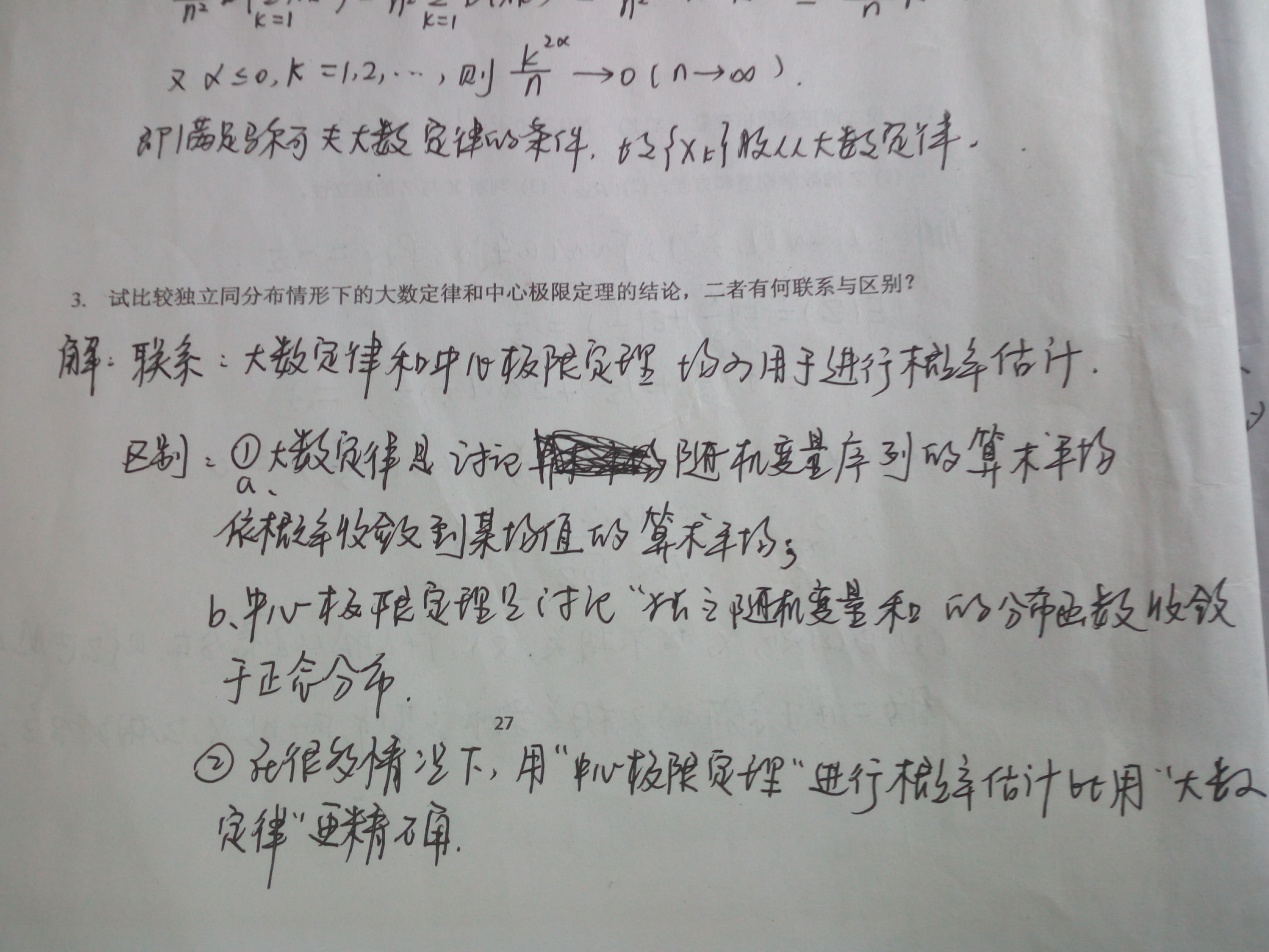 n² k=1 n² k=1 n² n
又 α≤0, k=1,2,⋯, 则 k^{2α}/n →0 (n→∞).
即满足马尔可夫大数定律的条件, 故{X_k}服从大数定律.
3. 试比较独立同分布情形下的大数定律和中心极限定理的结论，二者有何联系与区别？
解: 联系: 大数定律和中心极限定理均可用于进行概率估计.
区别: ①大数定律是讨论 随机变量序列的算术平均
a、
依概率收敛到某均值的算术平均;
b、中心极限定理是讨论“独立随机变量和 的分布函数收敛
于正态分布.
27
② 在很多情况下, 用“中心极限定理”进行概率估计比用“大数
定律”更精确.